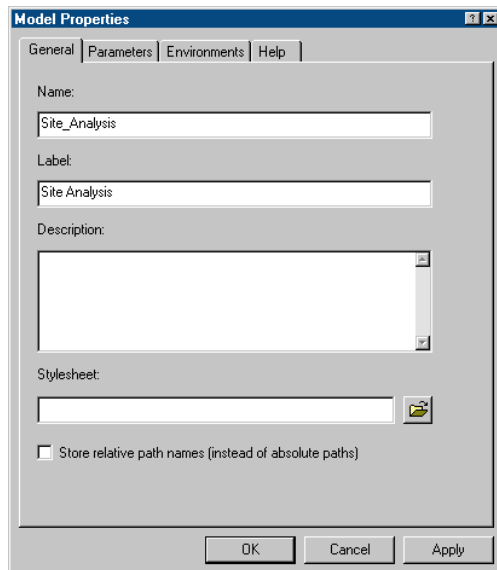 Model Properties
General Parameters Environments Help
Name:
Site_Analysis
Label:
Site Analysis
Description:
Stylesheet:
Store relative path names (instead of absolute paths)
OK Cancel Apply